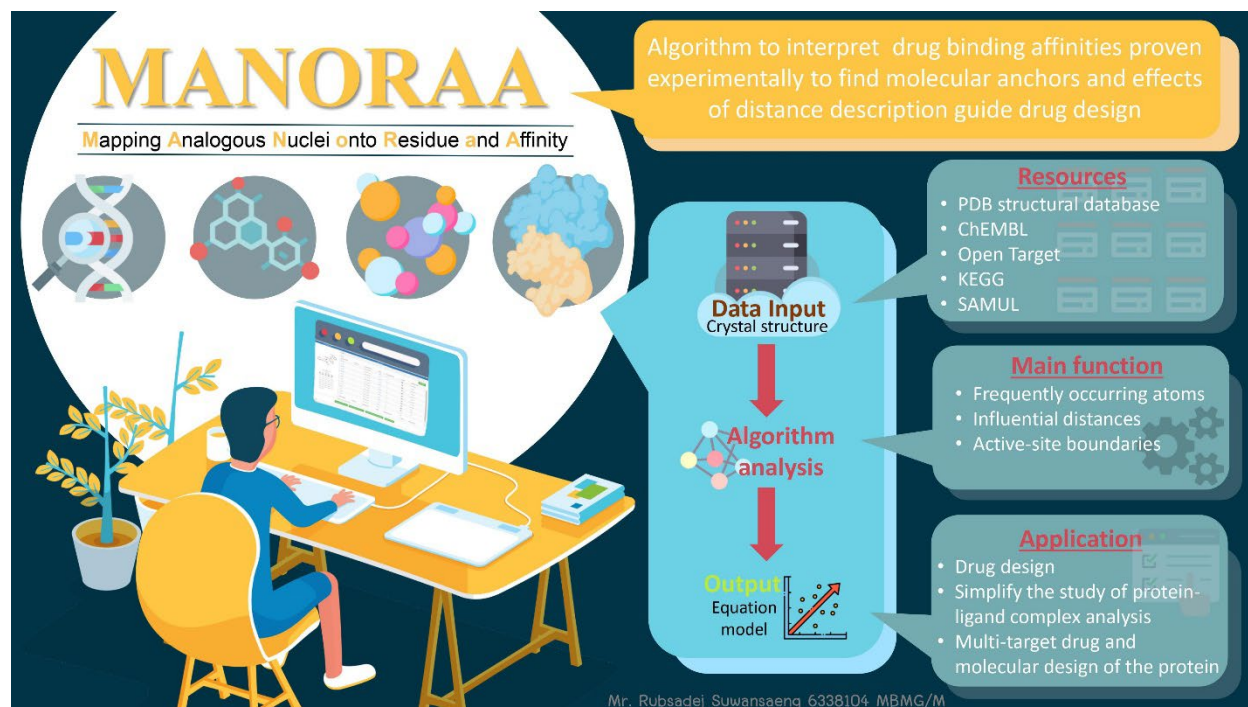 MANORAA
Mapping Analogous Nuclei onto Residue and Affinity
Algorithm to interpret drug binding affinities proven
experimentally to find molecular anchors and effects
of distance description guide drug design
Data Input
Crystal structure
Algorithm
analysis
Output
Equation
model
Resources
• PDB structural database
• ChEMBL
• Open Target
• KEGG
• SAMUL
Main function
• Frequently occurring atoms
• Influential distances
• Active-site boundaries
Application
• Drug design
• Simplify the study of protein-
ligand complex analysis
• Multi-target drug and
molecular design of the protein
Mr. Rubsadej Suwansaeng 6338104 MBMG/M